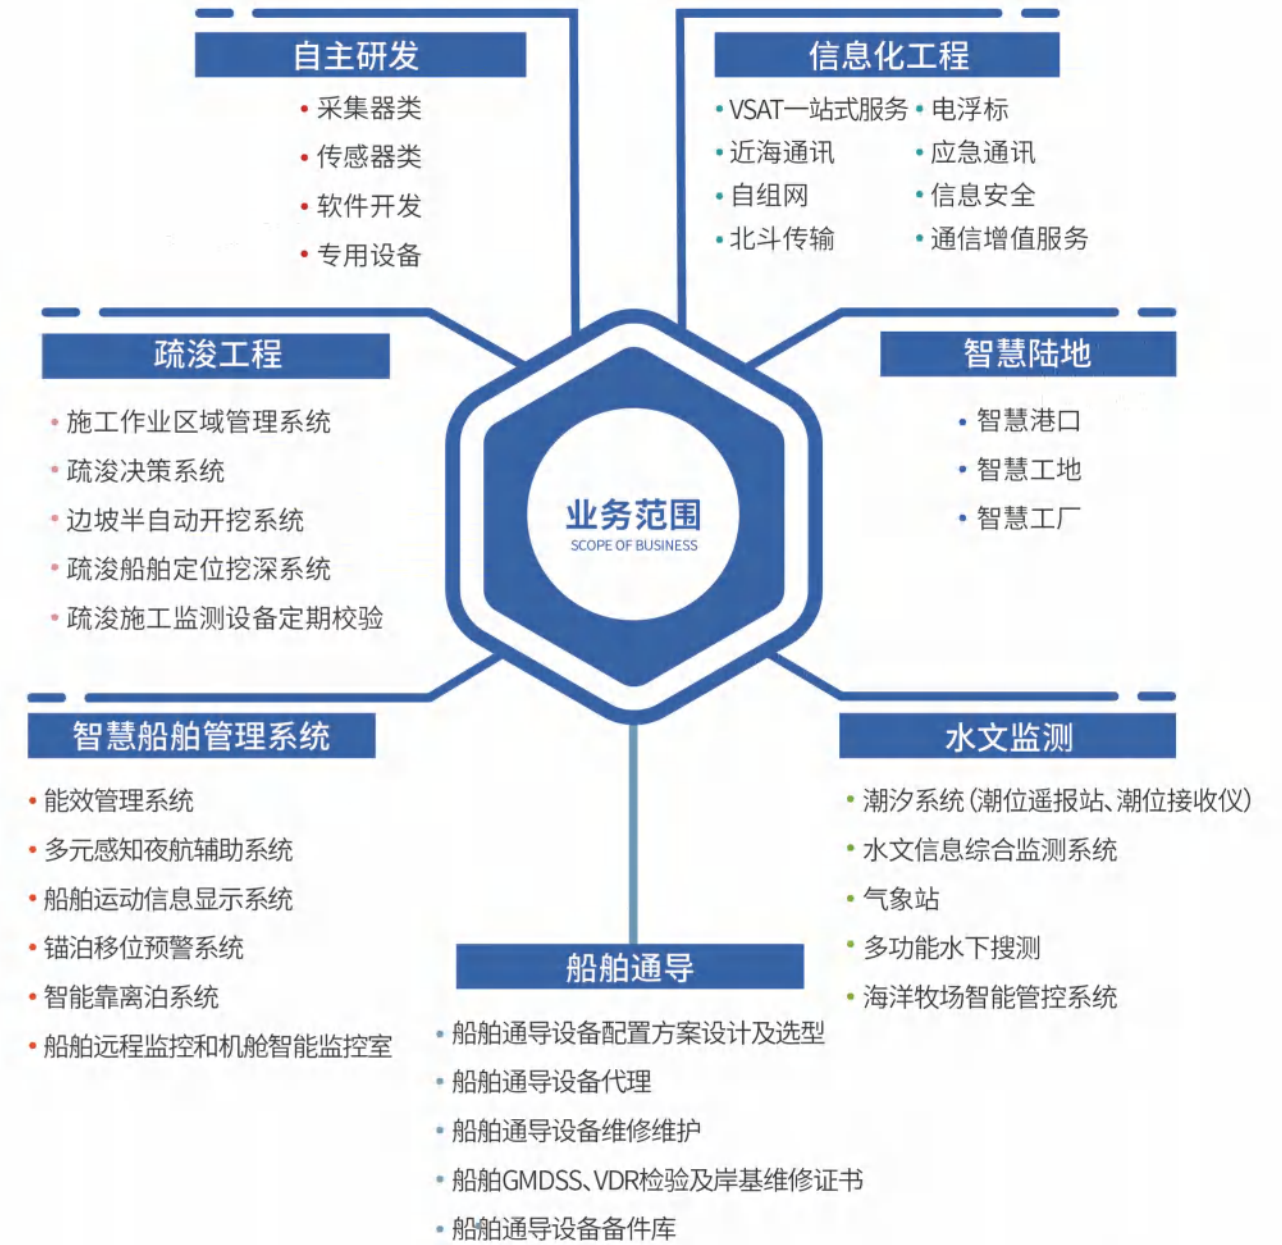 自主研发
• 采集器类
• 传感器类
• 软件开发
• 专用设备
信息化工程
• VSAT一站式服务
• 近海通讯
• 自组网
• 北斗传输
• 电浮标
• 应急通讯
• 信息安全
• 通信增值服务
疏浚工程
• 施工作业区域管理系统
• 疏浚决策系统
• 边坡半自动开挖系统
• 疏浚船舶定位挖深系统
• 疏浚施工监测设备定期校验
业务范围
SCOPE OF BUSINESS
智慧陆地
• 智慧港口
• 智慧工地
• 智慧工厂
智慧船舶管理系统
• 能效管理系统
• 多元感知夜航辅助系统
• 船舶运动信息显示系统
• 锚泊移位预警系统
• 智能靠离泊系统
• 船舶远程监控和机舱智能监控室
水文监测
• 潮汐系统（潮位遥报站、潮位接收仪）
• 水文信息综合监测系统
• 气象站
• 多功能水下搜测
• 海洋牧场智能管控系统
船舶通导
• 船舶通导设备配置方案设计及选型
• 船舶通导设备代理
• 船舶通导设备维修维护
• 船舶GMDSS、VDR检验及岸基维修证书
• 船舶通导设备备件库